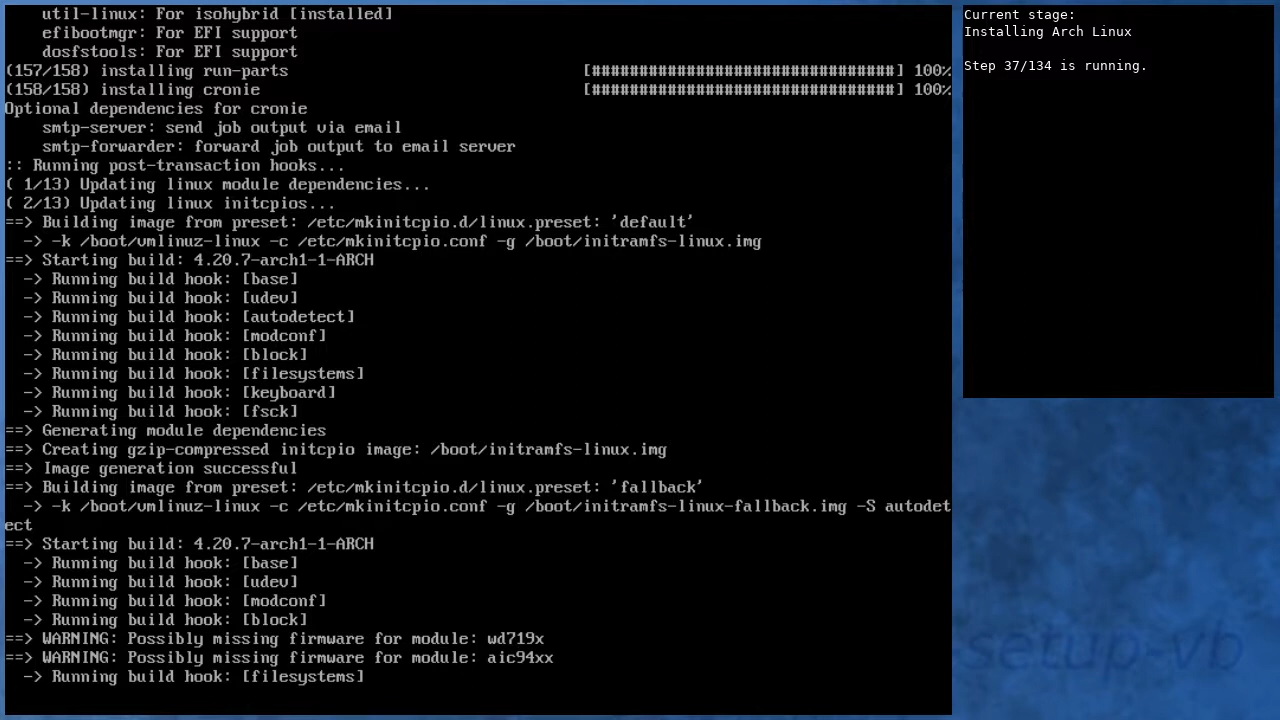 util-linux: For isohybrid [installed]
    efibootmgr: For EFI support
    dosfstools: For EFI support
(157/158) installing run-parts                               [################################] 100%
(158/158) installing cronie                                  [################################] 100%
Optional dependencies for cronie
    smtp-server: send job output via email
    smtp-forwarder: forward job output to email server
:: Running post-transaction hooks...
( 1/13) Updating linux module dependencies...
( 2/13) Updating linux initcpios...
==> Building image from preset: /etc/mkinitcpio.d/linux.preset: 'default'
  -> -k /boot/vmlinuz-linux -c /etc/mkinitcpio.conf -g /boot/initramfs-linux.img
==> Starting build: 4.20.7-arch1-1-ARCH
  -> Running build hook: [base]
  -> Running build hook: [udev]
  -> Running build hook: [autodetect]
  -> Running build hook: [modconf]
  -> Running build hook: [block]
  -> Running build hook: [filesystems]
  -> Running build hook: [keyboard]
  -> Running build hook: [fsck]
==> Generating module dependencies
==> Creating gzip-compressed initcpio image: /boot/initramfs-linux.img
==> Image generation successful
==> Building image from preset: /etc/mkinitcpio.d/linux.preset: 'fallback'
  -> -k /boot/vmlinuz-linux -c /etc/mkinitcpio.conf -g /boot/initramfs-linux-fallback.img -S autodet
ect
==> Starting build: 4.20.7-arch1-1-ARCH
  -> Running build hook: [base]
  -> Running build hook: [udev]
  -> Running build hook: [modconf]
  -> Running build hook: [block]
==> WARNING: Possibly missing firmware for module: wd719x
==> WARNING: Possibly missing firmware for module: aic94xx
  -> Running build hook: [filesystems]
Current stage:
Installing Arch Linux
Step 37/134 is running.
setup-vb